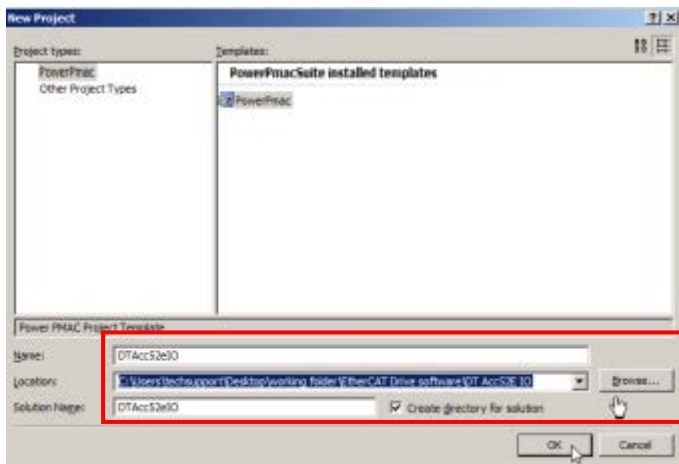 New Project
Project types:
Templates:
PowerPmac
Other Project Types
PowerPmacSuite installed templates
PowerPmac
Power PMAC Project Template
Name:
DTAcc52eIO
Location:
C:\Users\techsupport\Desktop\working folder\EtherCAT Drive software\DT Acc52E IO
Browse...
Solution Name:
DTAcc52eIO
Create directory for solution
OK
Cancel